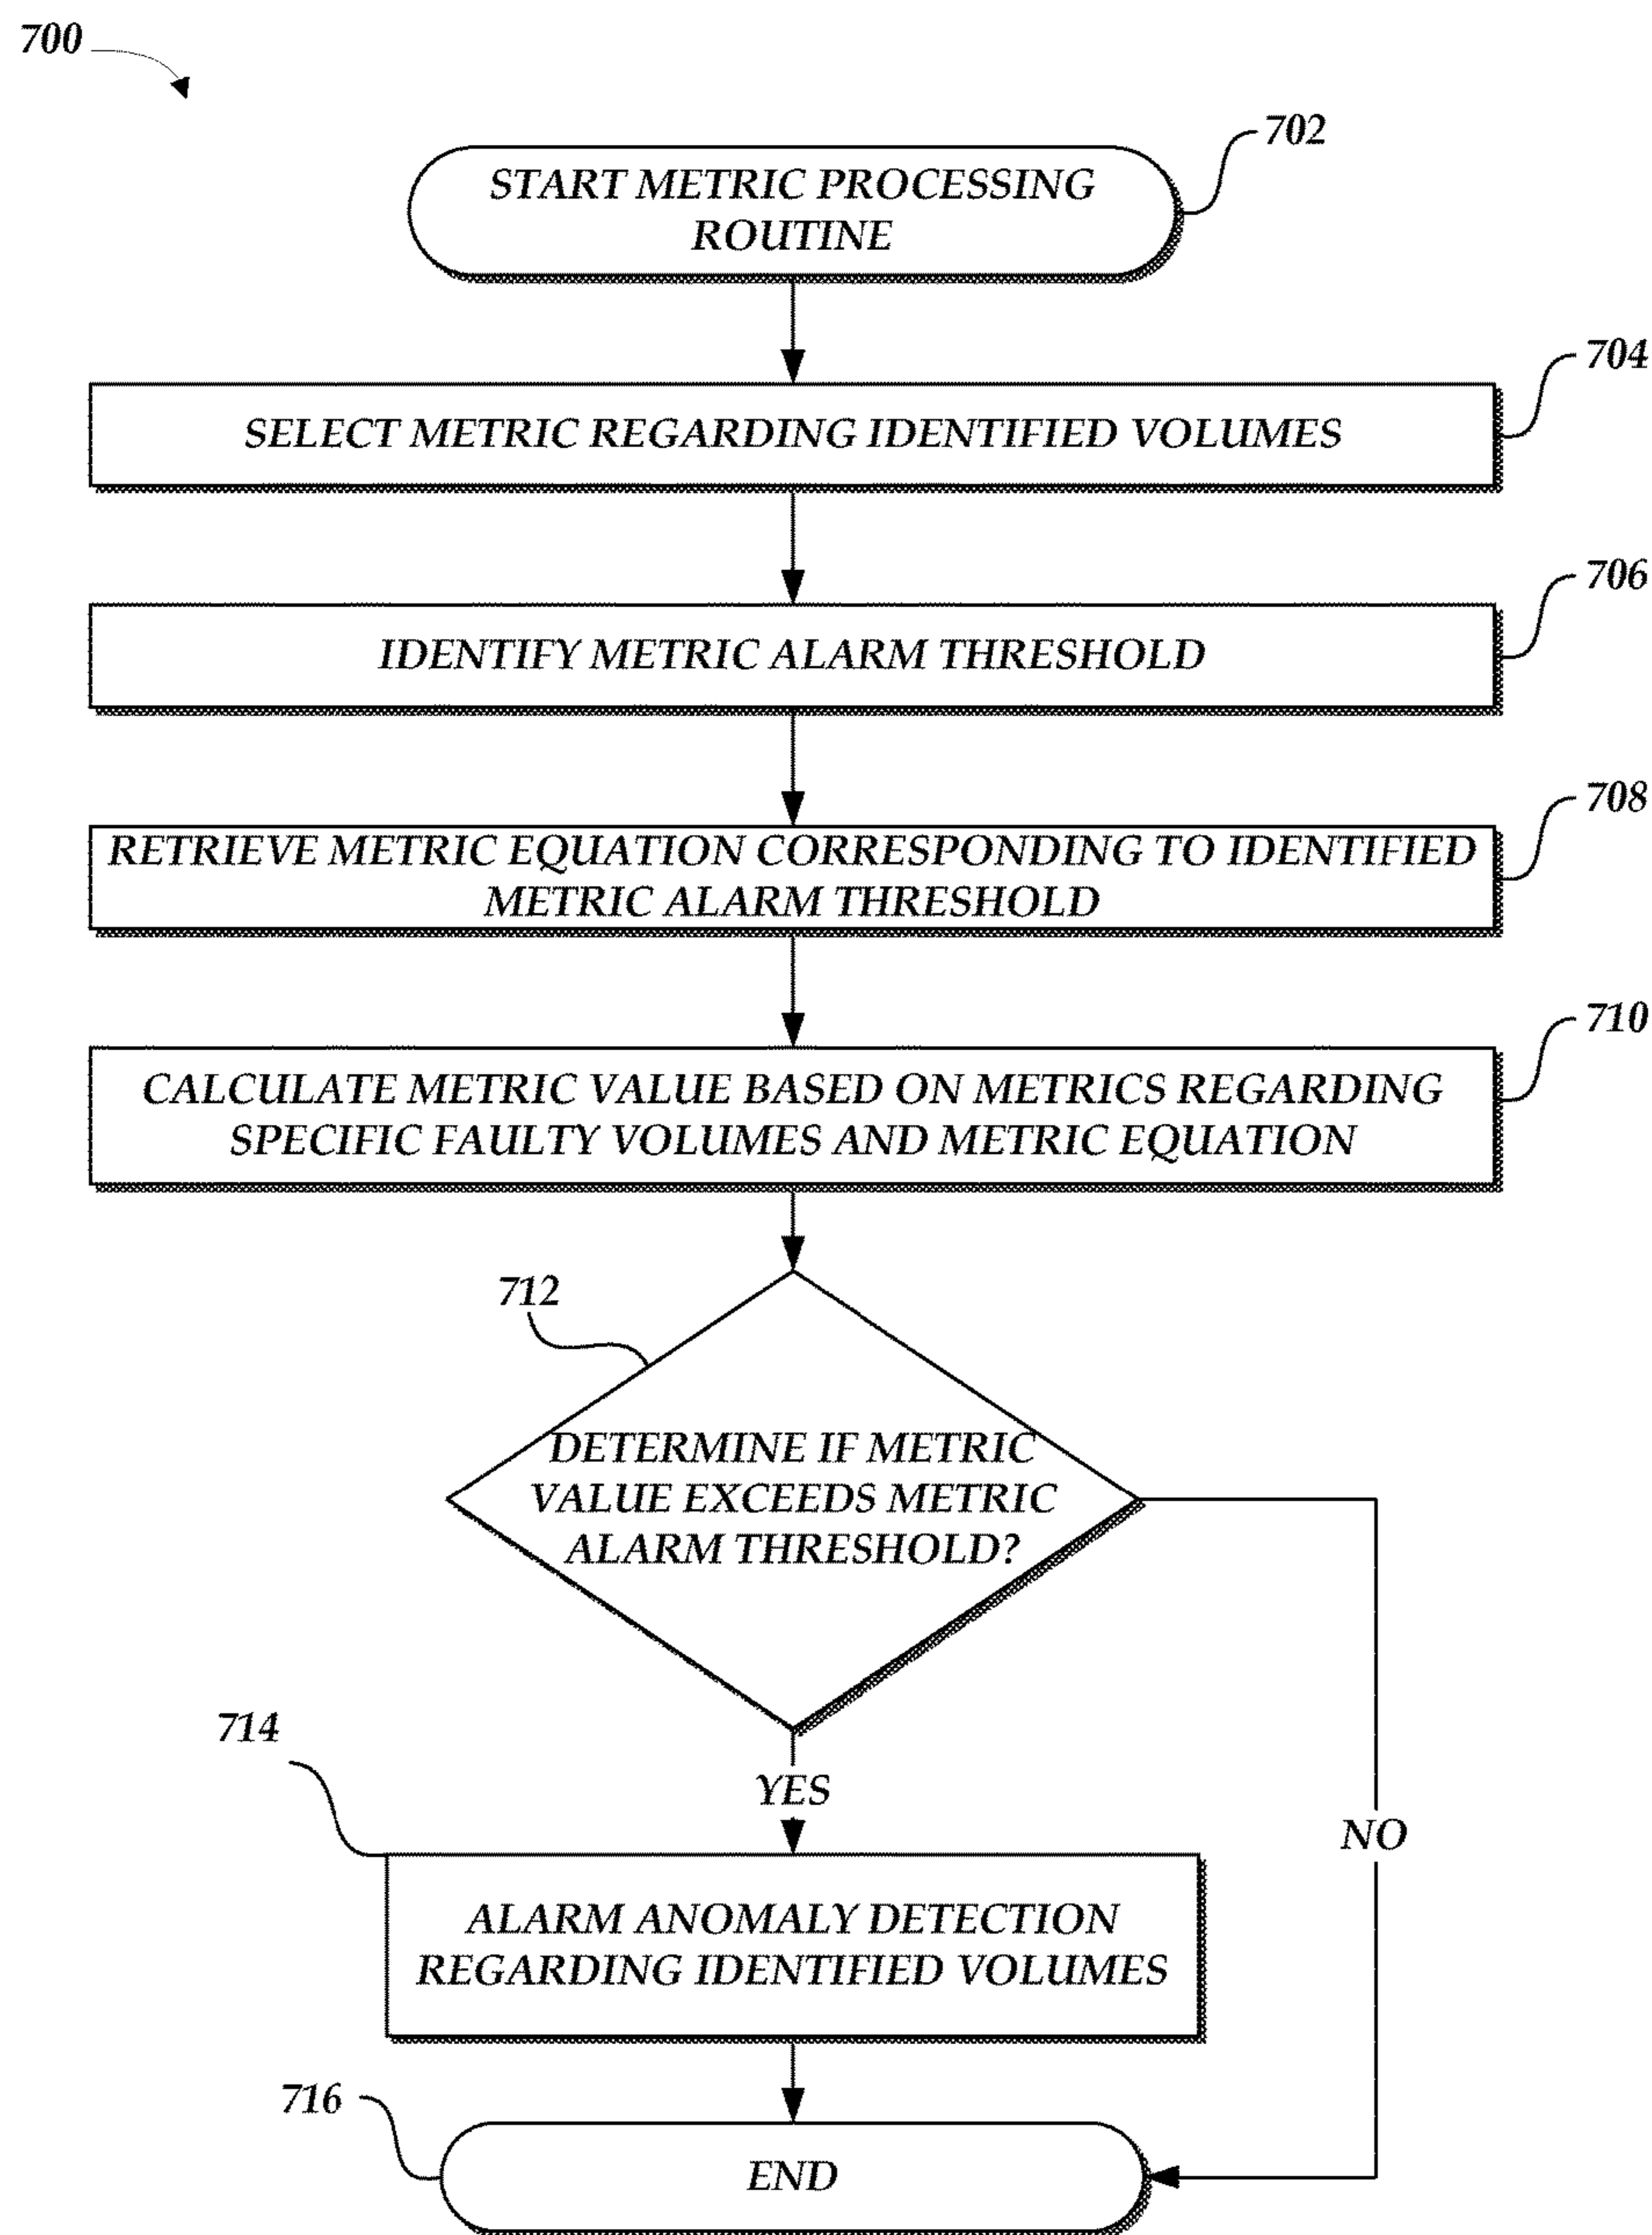 700
702
START METRIC PROCESSING
ROUTINE
704
SELECT METRIC REGARDING IDENTIFIED VOLUMES
706
IDENTIFY METRIC ALARM THRESHOLD
708
RETRIEVE METRIC EQUATION CORRESPONDING TO IDENTIFIED
METRIC ALARM THRESHOLD
710
CALCULATE METRIC VALUE BASED ON METRICS REGARDING
SPECIFIC FAULTY VOLUMES AND METRIC EQUATION
712
DETERMINE IF METRIC
VALUE EXCEEDS METRIC
ALARM THRESHOLD?
714
YES
NO
ALARM ANOMALY DETECTION
REGARDING IDENTIFIED VOLUMES
716
END